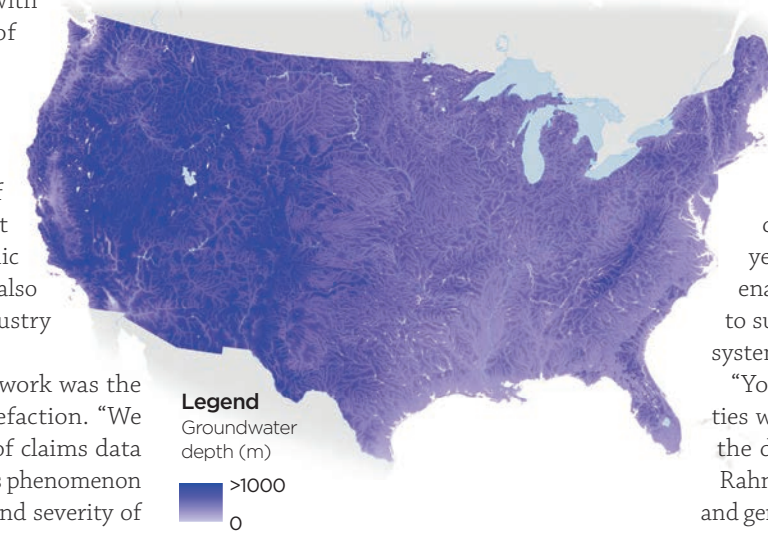 with
of
f
t
ic
also
ustry
work was the
efaction. “We
of claims data
s phenomenon
nd severity of
Legend
Groundwater
depth (m)
>1000
0
c
ye
ena
to su
system
“Yo
ties w
the d
Rahr
and ger